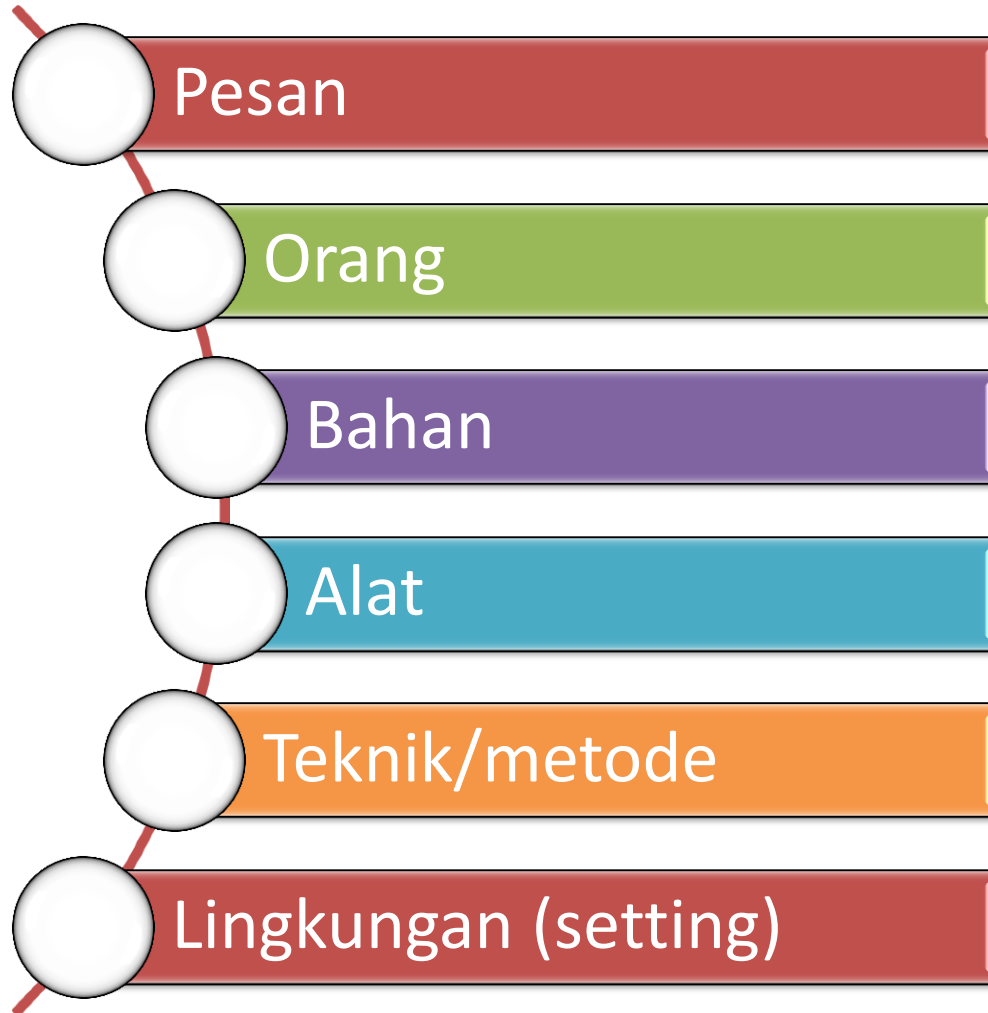 Pesan
Orang
Bahan
Alat
Teknik/metode
Lingkungan (setting)